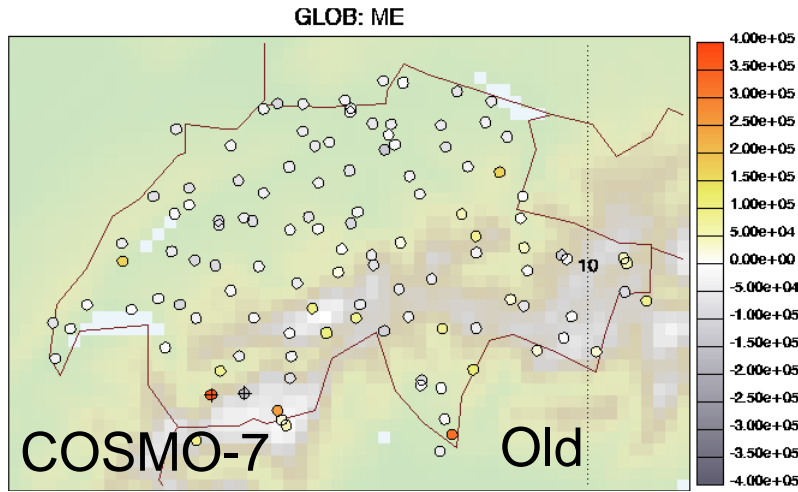 GLOB: ME
4.00e+05
3.50e+05
3.00e+05
2.50e+05
2.00e+05
1.50e+05
1.00e+05
5.00e+04
0.00e+00
-5.00e+04
-1.00e+05
-1.50e+05
-2.00e+05
-2.50e+05
-3.00e+05
-3.50e+05
-4.00e+05
10
COSMO-7 Old